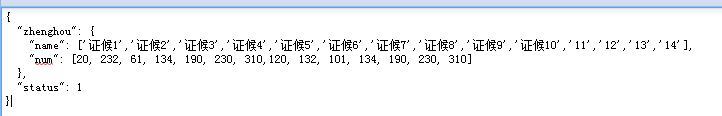 {
  "zhenghou": {
    "name": ['证候1','证候2','证候3','证候4','证候5','证候6','证候7','证候8','证候9','证候10','11','12','13','14'],
    "num": [20, 232, 61, 134, 190, 230, 310,120, 132, 101, 134, 190, 230, 310]
  },
  "status": 1
}